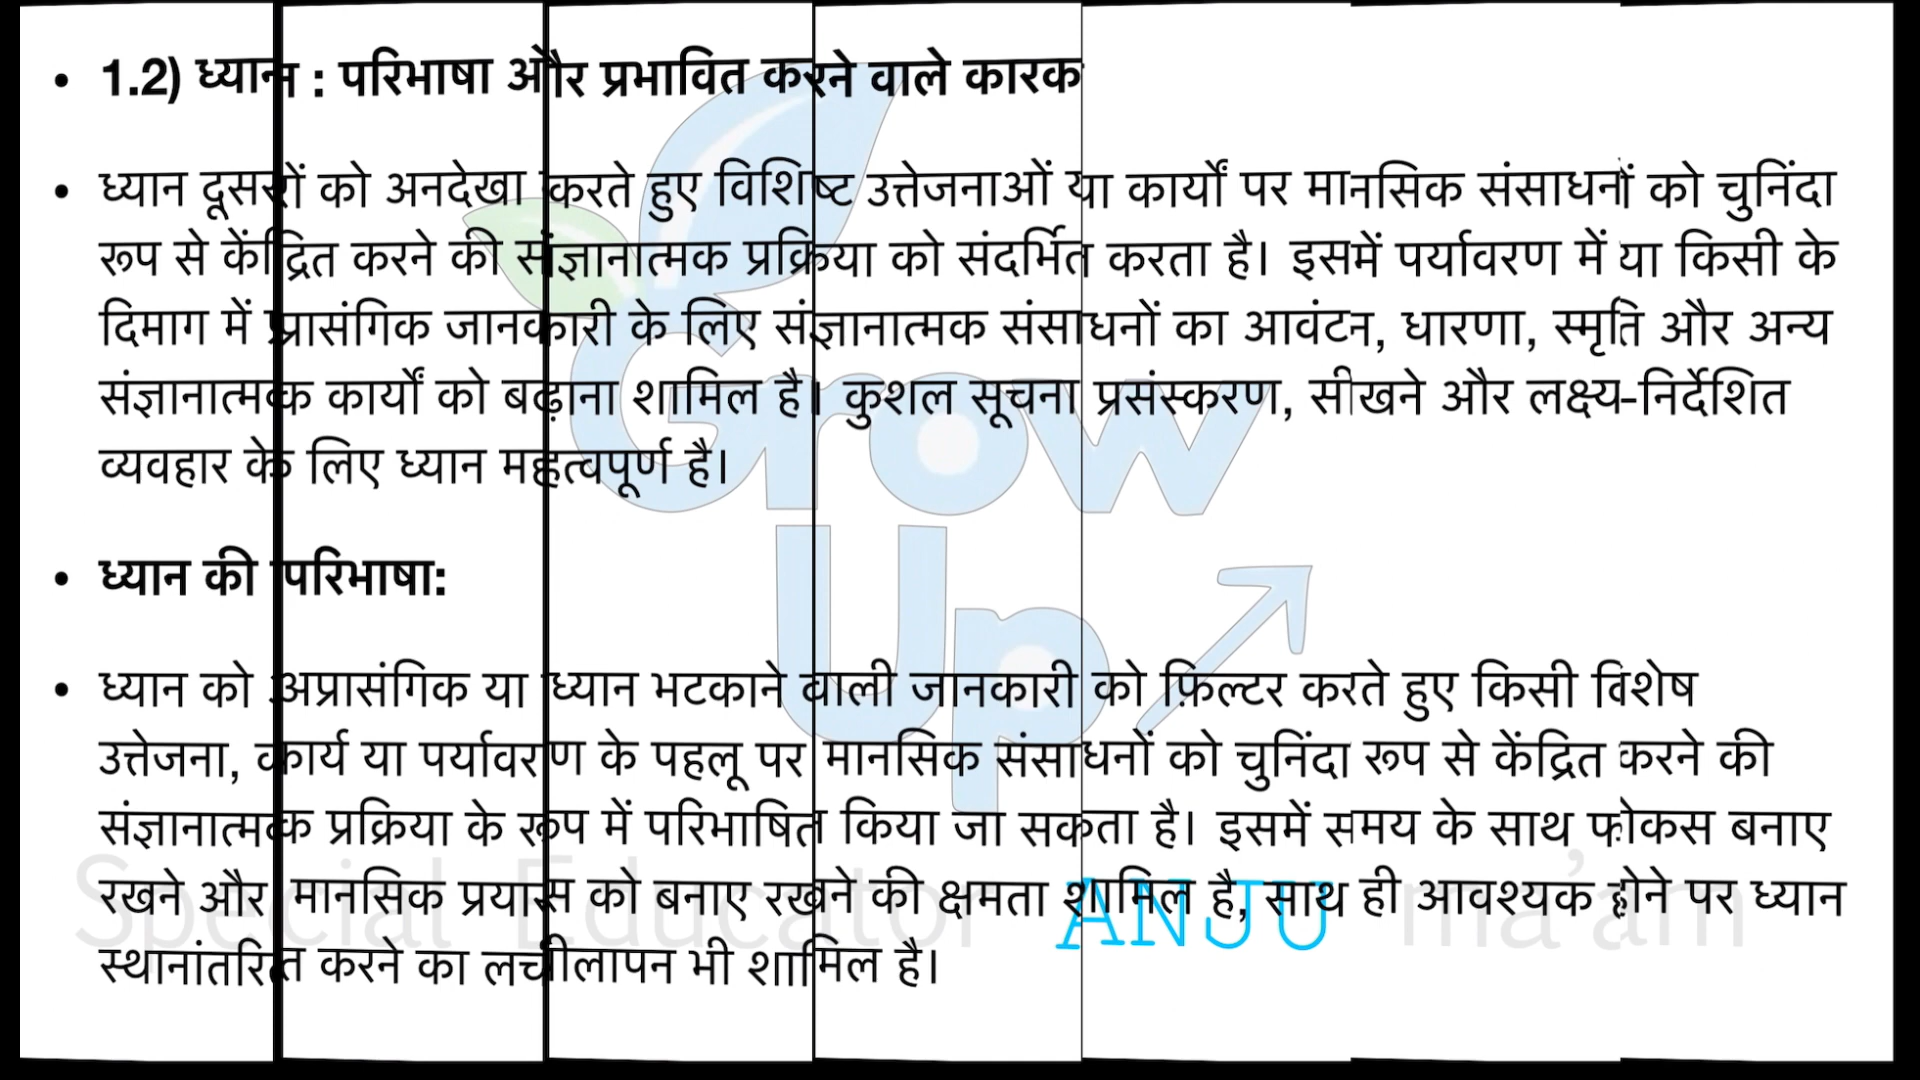 • 1.2) ध्यान : परिभाषा और प्रभावित करने वाले कारक
• ध्यान दूसरों को अनदेखा करते हुए विशिष्ट उत्तेजनाओं या कार्यों पर मानसिक संसाधनों को चुनिंदा
रूप से केंद्रित करने की संज्ञानात्मक प्रक्रिया को संदर्भित करता है। इसमें पर्यावरण में या किसी के
दिमाग में प्रासंगिक जानकारी के लिए संज्ञानात्मक संसाधनों का आवंटन, धारणा, स्मृति और अन्य
संज्ञानात्मक कार्यों को बढ़ाना शामिल है। कुशल सूचना प्रसंस्करण, सीखने और लक्ष्य-निर्देशित
व्यवहार के लिए ध्यान महत्वपूर्ण है।
• ध्यान की परिभाषा:
• ध्यान को अप्रासंगिक या ध्यान भटकाने वाली जानकारी को फ़िल्टर करते हुए किसी विशेष
उत्तेजना, कार्य या पर्यावरण के पहलू पर मानसिक संसाधनों को चुनिंदा रूप से केंद्रित करने की
संज्ञानात्मक प्रक्रिया के रूप में परिभाषित किया जा सकता है। इसमें समय के साथ फोकस बनाए
रखने और मानसिक प्रयास को बनाए रखने की क्षमता शामिल है, साथ ही आवश्यक होने पर ध्यान
स्थानांतरित करने का लचीलापन भी शामिल है।
Grow
Up
Special Educator ANJU ma'am